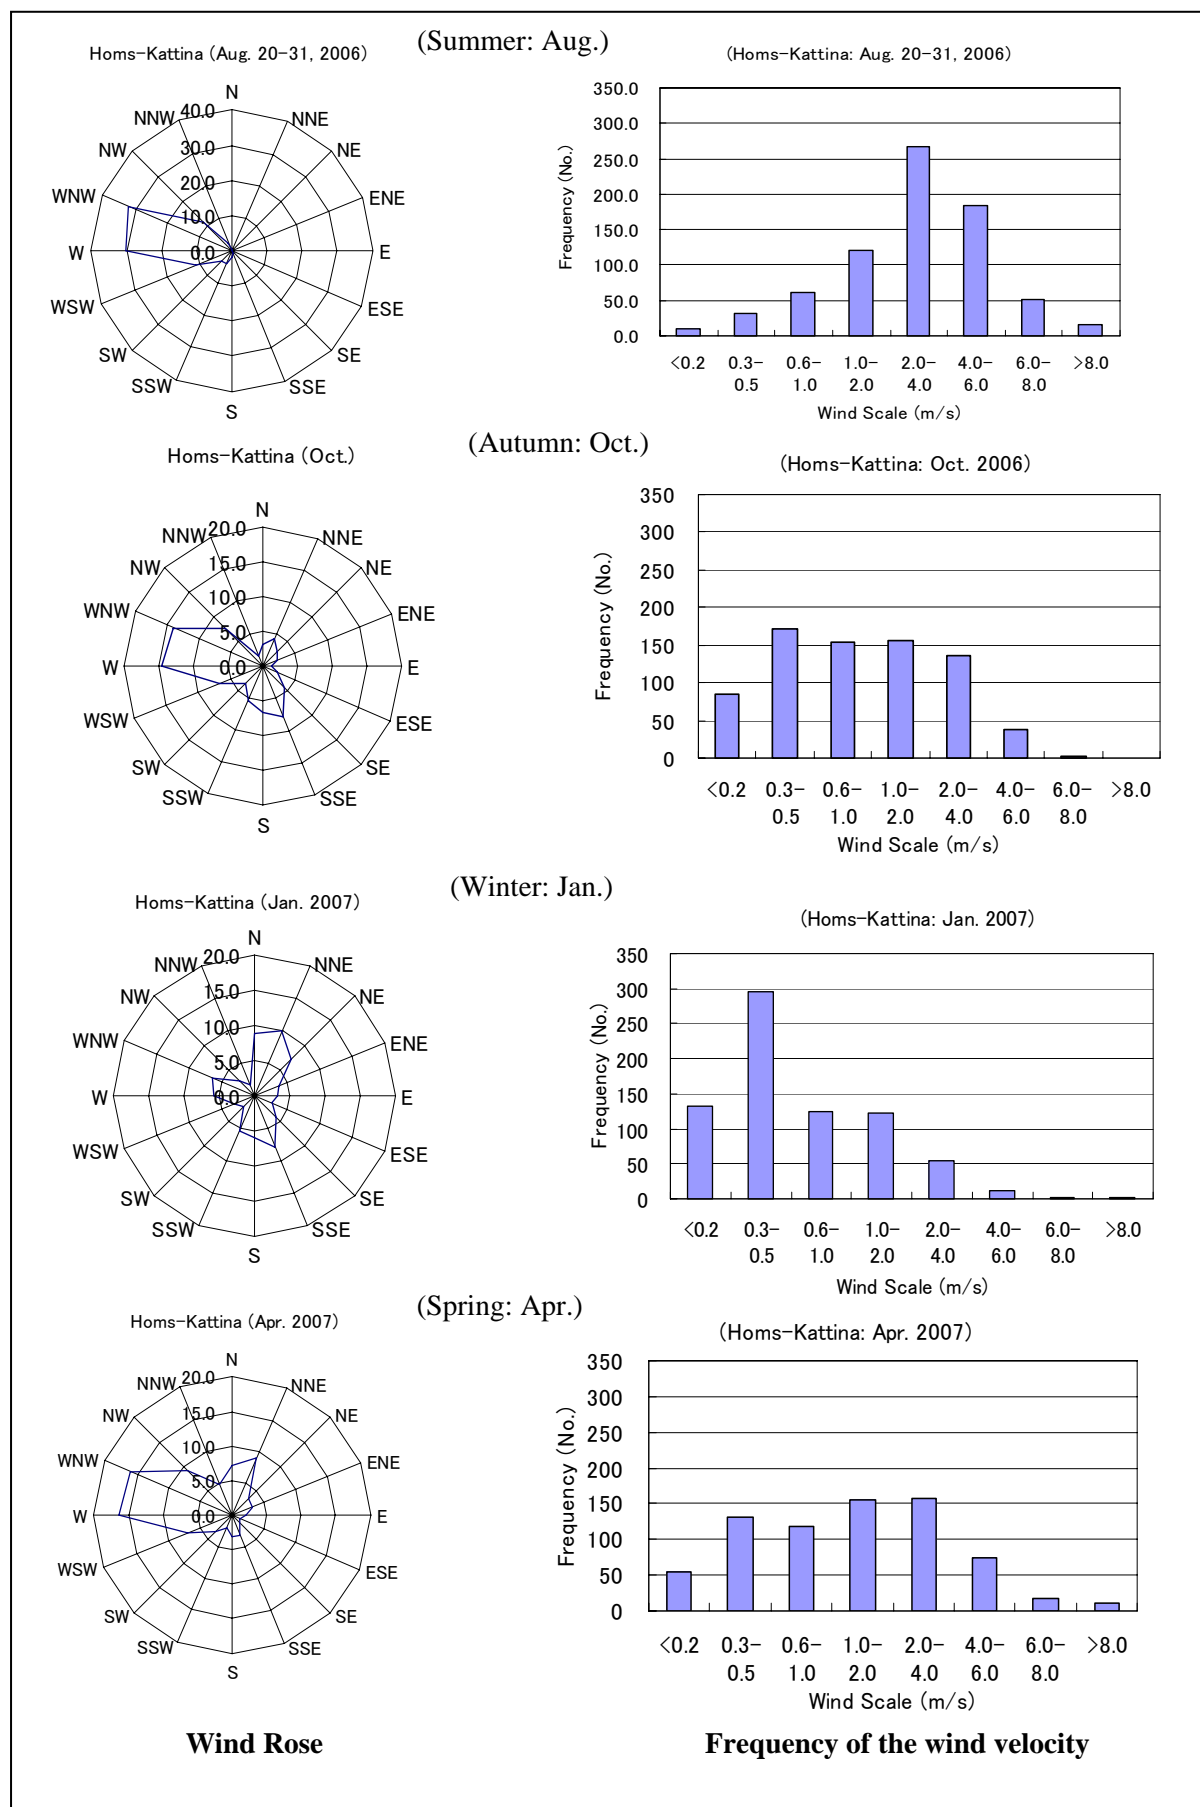 (Summer: Aug.)
Homs-Kattina (Aug. 20-31, 2006)
N
NNE
NE
ENE
E
ESE
SE
SSE
S
SSW
SW
WSW
W
WNW
NW
NNW
40.0
30.0
20.0
10.0
0.0
(Homs-Kattina: Aug. 20-31, 2006)
Frequency (No.)
350.0
300.0
250.0
200.0
150.0
100.0
50.0
0.0
<0.2 0.3- 0.6- 1.0- 2.0- 4.0- 6.0- >8.0
0.5 1.0 2.0 4.0 6.0 8.0
Wind Scale (m/s)
(Autumn: Oct.)
Homs-Kattina (Oct.)
N
NNE
NE
ENE
E
ESE
SE
SSE
S
SSW
SW
WSW
W
WNW
NW
NNW
20.0
15.0
10.0
5.0
0.0
(Homs-Kattina: Oct. 2006)
Frequency (No.)
350
300
250
200
150
100
50
0
<0.2 0.3- 0.6- 1.0- 2.0- 4.0- 6.0- >8.0
0.5 1.0 2.0 4.0 6.0 8.0
Wind Scale (m/s)
(Winter: Jan.)
Homs-Kattina (Jan. 2007)
N
NNE
NE
ENE
E
ESE
SE
SSE
S
SSW
SW
WSW
W
WNW
NW
NNW
20.0
15.0
10.0
5.0
0.0
(Homs-Kattina: Jan. 2007)
Frequency (No.)
350
300
250
200
150
100
50
0
<0.2 0.3- 0.6- 1.0- 2.0- 4.0- 6.0- >8.0
0.5 1.0 2.0 4.0 6.0 8.0
Wind Scale (m/s)
(Spring: Apr.)
Homs-Kattina (Apr. 2007)
N
NNE
NE
ENE
E
ESE
SE
SSE
S
SSW
SW
WSW
W
WNW
NW
NNW
20.0
15.0
10.0
5.0
0.0
(Homs-Kattina: Apr. 2007)
Frequency (No.)
350
300
250
200
150
100
50
0
<0.2 0.3- 0.6- 1.0- 2.0- 4.0- 6.0- >8.0
0.5 1.0 2.0 4.0 6.0 8.0
Wind Scale (m/s)
Wind Rose
Frequency of the wind velocity